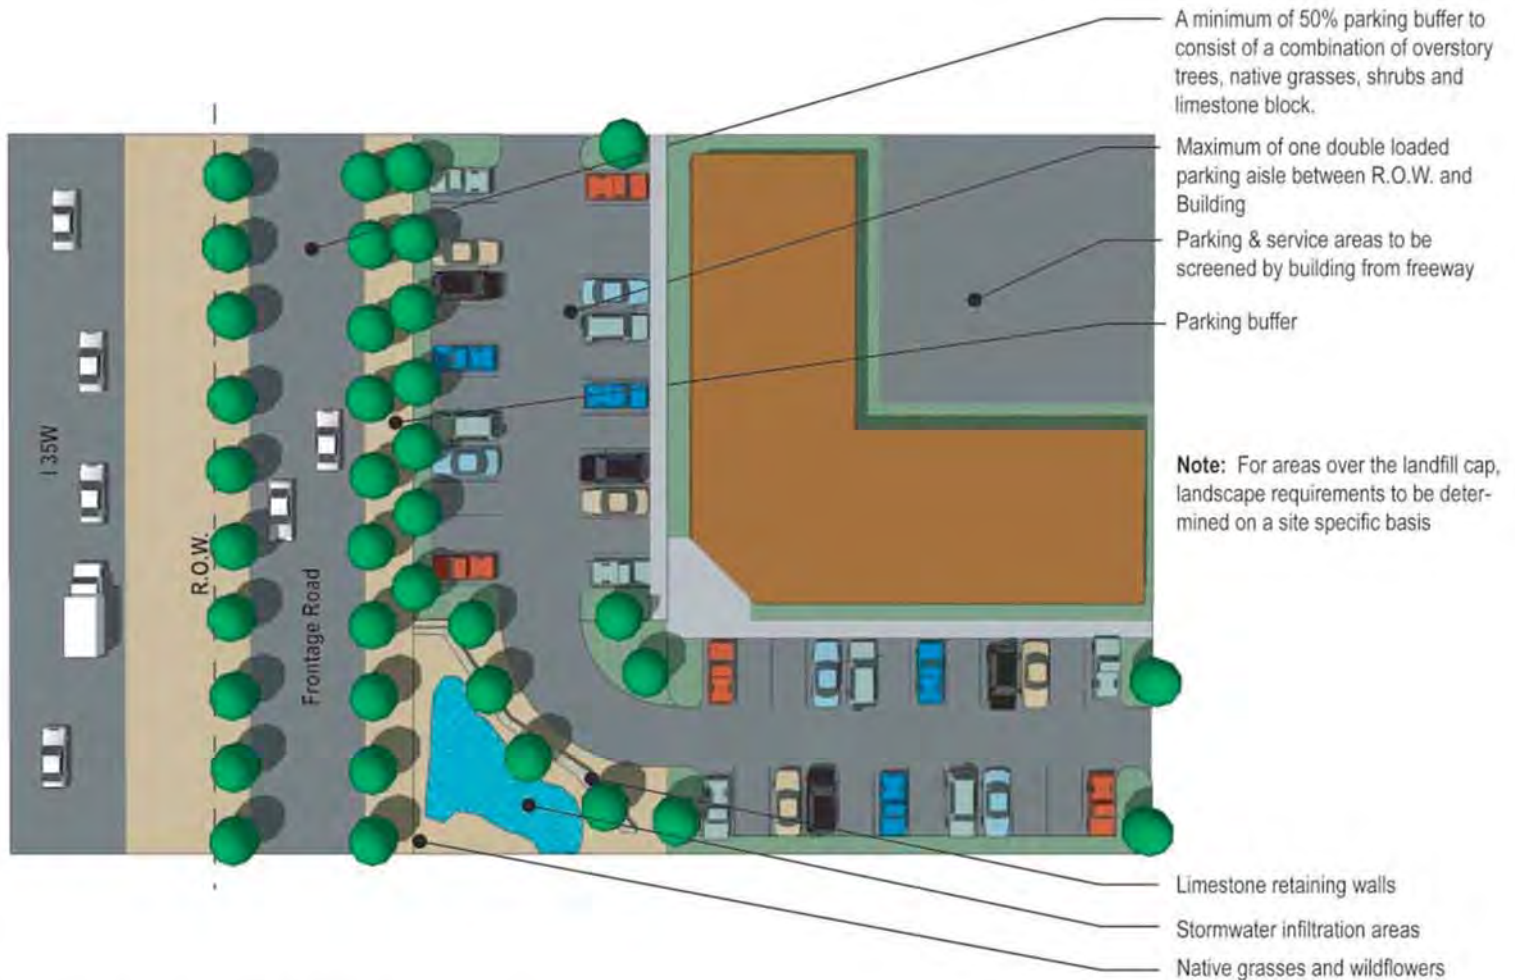 A minimum of 50% parking buffer to
consist of a combination of overstory
trees, native grasses, shrubs and
limestone block.
Maximum of one double loaded
parking aisle between R.O.W. and
Building
Parking & service areas to be
screened by building from freeway
Parking buffer
I 35W
R.O.W.
Frontage Road
Note: For areas over the landfill cap,
landscape requirements to be deter-
mined on a site specific basis
Limestone retaining walls
Stormwater infiltration areas
Native grasses and wildflowers